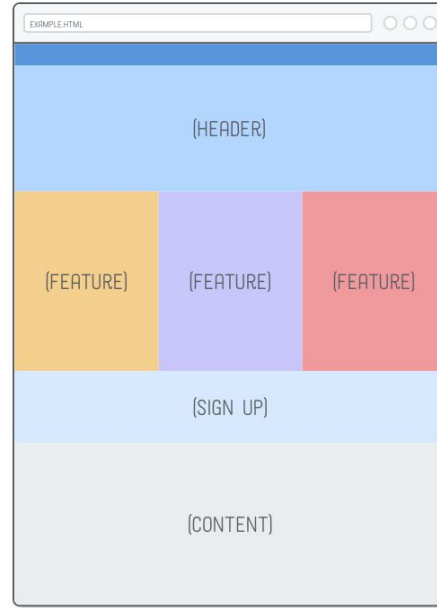 EXAMPLE.HTML
(HEADER)
(FEATURE) (FEATURE) (FEATURE)
(SIGN UP)
(CONTENT)